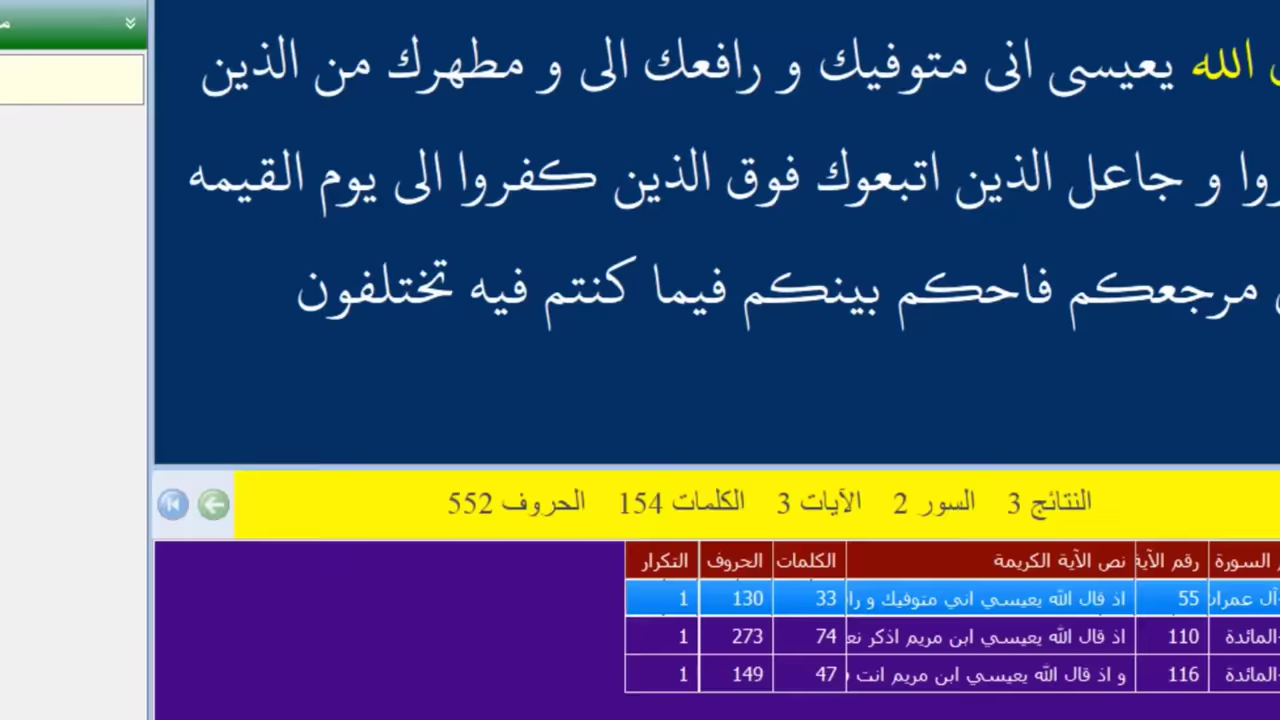 الله يعيسى انى متوفيك و رافعك الى و مطهرك من الذين
و جاعل الذين اتبعوك فوق الذين كفروا الى يوم القيمه
مرجعكم فاحكم بينكم فيما كنتم فيه تختلفون
النتائج 3 السور 2 الآيات 3 الكلمات 154 الحروف 552
السورة رقم الآية نص الآية الكريمة الكلمات الحروف التكرار
آل عمران 55 اذ قال الله يعيسي اني متوفيك و را 33 130 1
المائدة 110 اذ قال الله يعيسي ابن مريم اذكر نع 74 273 1
المائدة 116 و اذ قال الله يعيسي ابن مريم انت 47 149 1